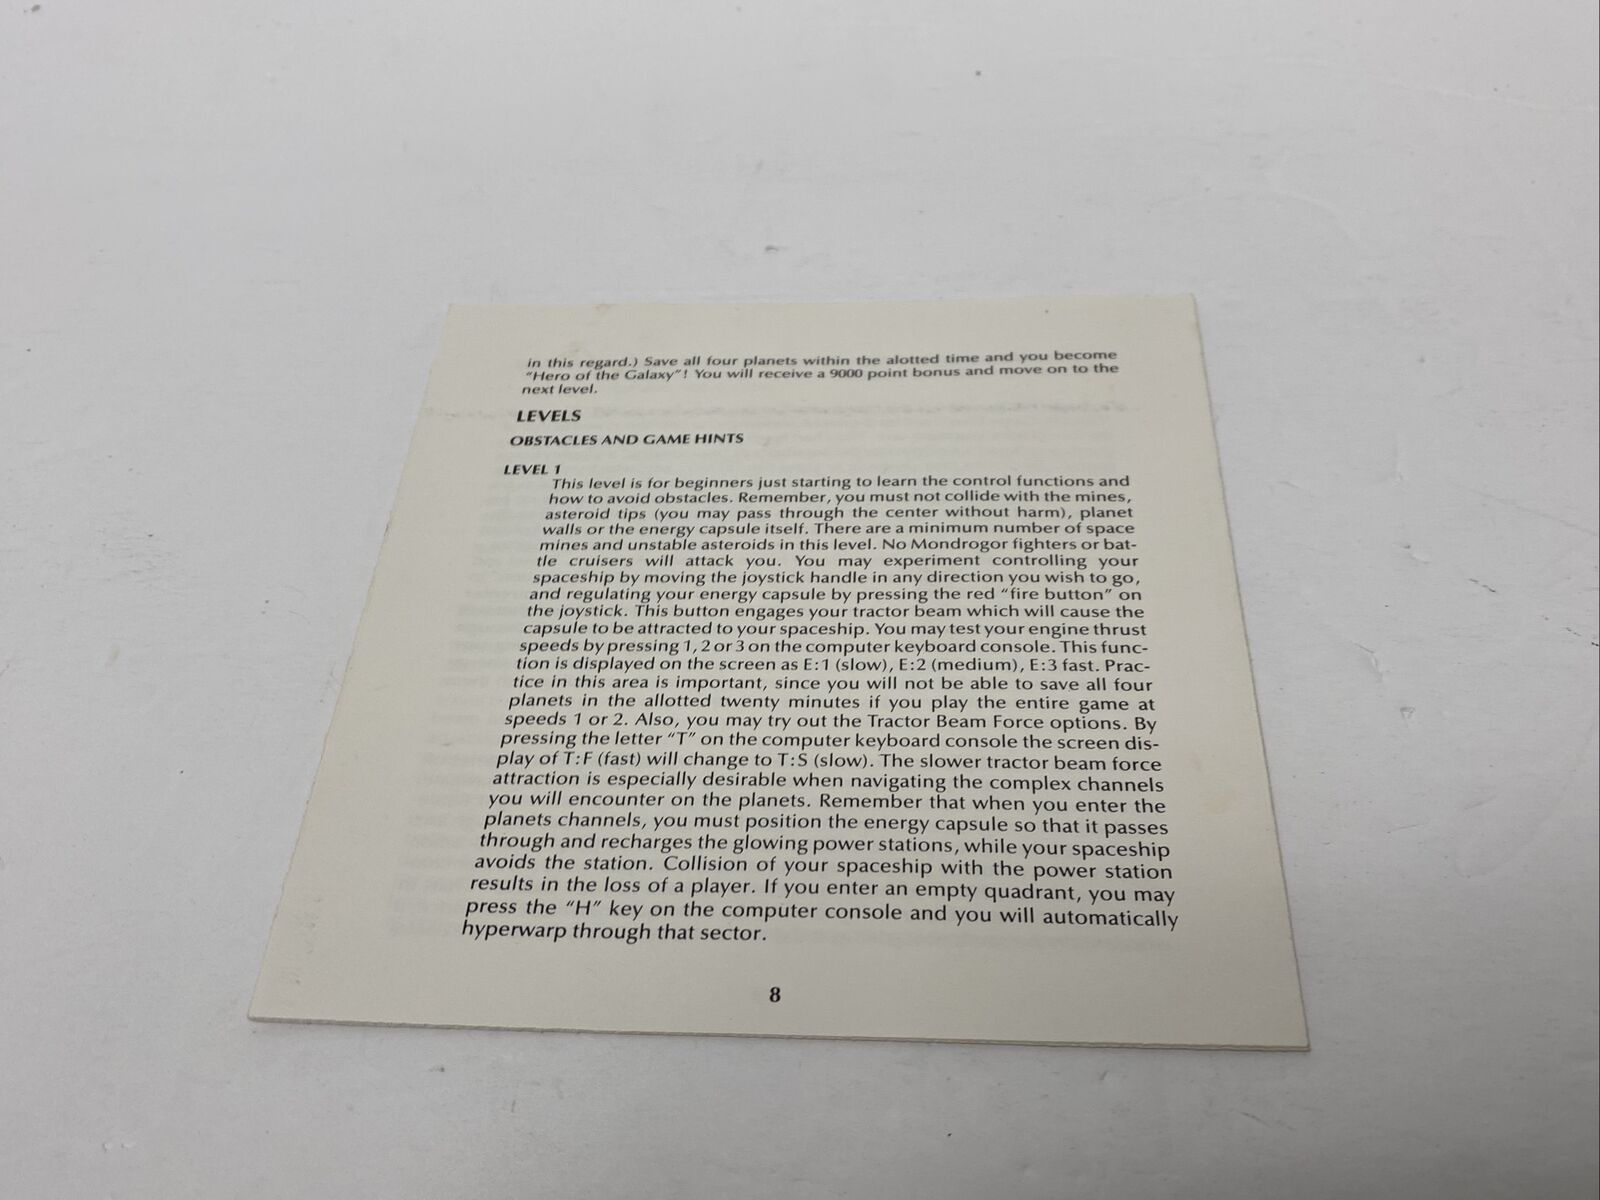 in this regard.) Save all four planets within the alotted time and you become
"Hero of the Galaxy"! You will receive a 9000 point bonus and move on to the
next level.
LEVELS
OBSTACLES AND GAME HINTS
LEVEL 1
This level is for beginners just starting to learn the control functions and
how to avoid obstacles. Remember, you must not collide with the mines,
asteroid tips (you may pass through the center without harm), planet
walls or the energy capsule itself. There are a minimum number of space
mines and unstable asteroids in this level. No Mondrogor fighters or bat-
tle cruisers will attack you. You may experiment controlling your
spaceship by moving the joystick handle in any direction you wish to go,
and regulating your energy capsule by pressing the red "fire button" on
the joystick. This button engages your tractor beam which will cause the
capsule to be attracted to your spaceship. You may test your engine thrust
speeds by pressing 1, 2 or 3 on the computer keyboard console. This func-
tion is displayed on the screen as E:1 (slow), E:2 (medium), E:3 fast. Prac-
tice in this area is important, since you will not be able to save all four
planets in the allotted twenty minutes if you play the entire game at
speeds 1 or 2. Also, you may try out the Tractor Beam Force options. By
pressing the letter "T" on the computer keyboard console the screen dis-
play of T:F (fast) will change to T:S (slow). The slower tractor beam force
attraction is especially desirable when navigating the complex channels
you will encounter on the planets. Remember that when you enter the
planets channels, you must position the energy capsule so that it passes
through and recharges the glowing power stations, while your spaceship
avoids the station. Collision of your spaceship with the power station
results in the loss of a player. If you enter an empty quadrant, you may
press the "H" key on the computer console and you will automatically
hyperwarp through that sector.
8